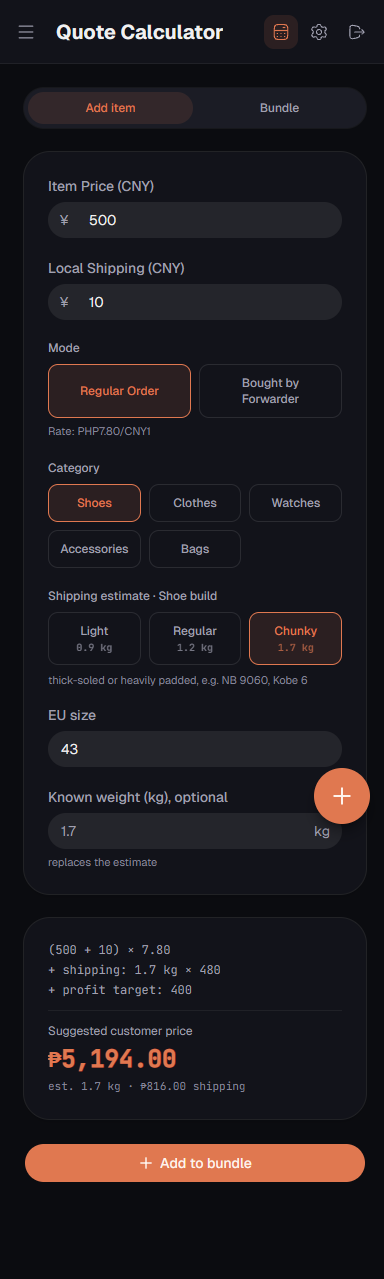 Quote Calculator
Add item
Bundle
Item Price (CNY)
¥ 500
Local Shipping (CNY)
¥ 10
Mode
Regular Order
Bought by
Forwarder
Rate: PHP7.80/CNY1
Category
Shoes
Clothes
Watches
Accessories
Bags
Shipping estimate · Shoe build
Light
0.9 kg
Regular
1.2 kg
Chunky
1.7 kg
thick-soled or heavily padded, e.g. NB 9060, Kobe 6
EU size
43
Known weight (kg), optional
1.7 kg
replaces the estimate
(500 + 10) × 7.80
+ shipping: 1.7 kg × 480
+ profit target: 400
Suggested customer price
₱5,194.00
est. 1.7 kg · ₱816.00 shipping
+ Add to bundle